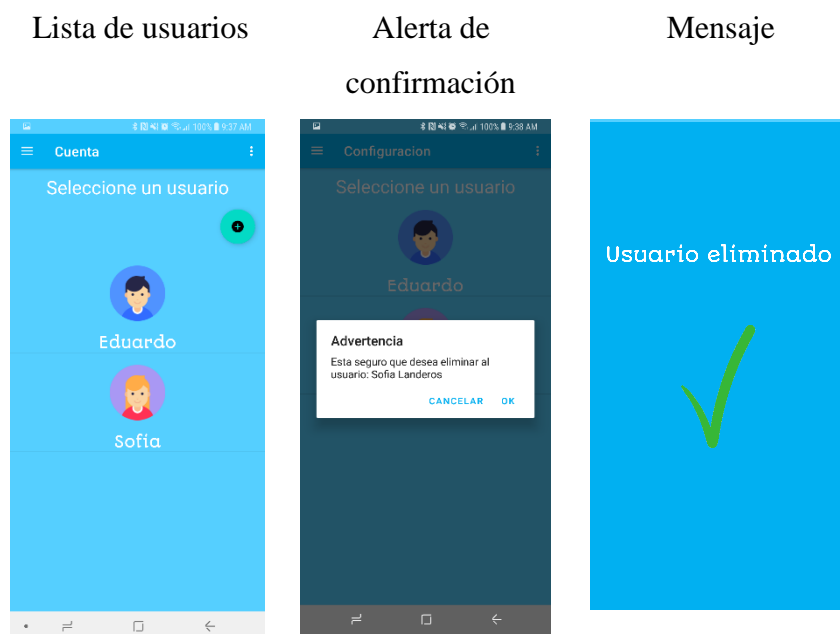 Lista de usuarios
Alerta de
confirmación
Mensaje
100% 9:37 AM
Cuenta
Seleccione un usuario
Eduardo
Sofia
100% 9:38 AM
Configuracion
Seleccione un usuario
Eduardo
Advertencia
Esta seguro que desea eliminar al
usuario: Sofia Landeros
CANCELAR OK
Usuario eliminado